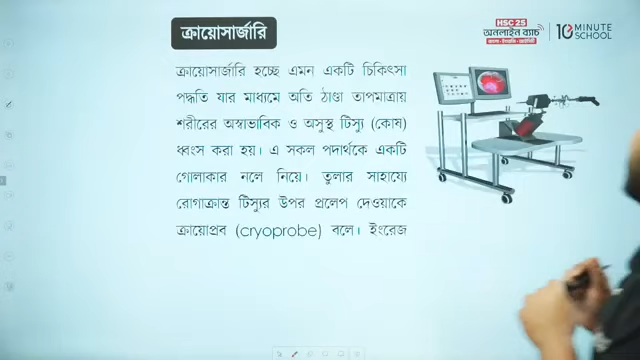 ক্রায়োসার্জারি
HSC 25
অনলাইন ব্যাচ
বাংলা · ইংরেজি · আইসিটি
10 MINUTE SCHOOL
ক্রায়োসার্জারি হচ্ছে এমন একটি চিকিৎসা
পদ্ধতি যার মাধ্যমে অতি ঠাণ্ডা তাপমাত্রায়
শরীরের অস্বাভাবিক ও অসুস্থ টিস্যু (কোষ)
ধ্বংস করা হয়। এ সকল পদার্থকে একটি
গোলাকার নলে নিয়ে। তুলার সাহায্যে
রোগাক্রান্ত টিস্যুর উপর প্রলেপ দেওয়াকে
ক্রায়োপ্রব (cryoprobe) বলে। ইংরেজ